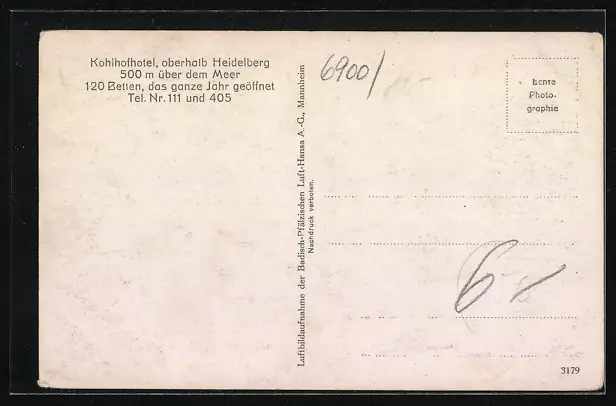 Kohlhofhotel, oberhalb Heidelberg
500 m über dem Meer
120 Betten, das ganze Jahr geöffnet
Tel. Nr. 111 und 405
Luftbildaufnahme der Badisch-Pfälzischen Luft-Hansa A.-G., Mannheim
Nachdruck verboten.
6900/
Echte
Photo-
graphie
6
3179